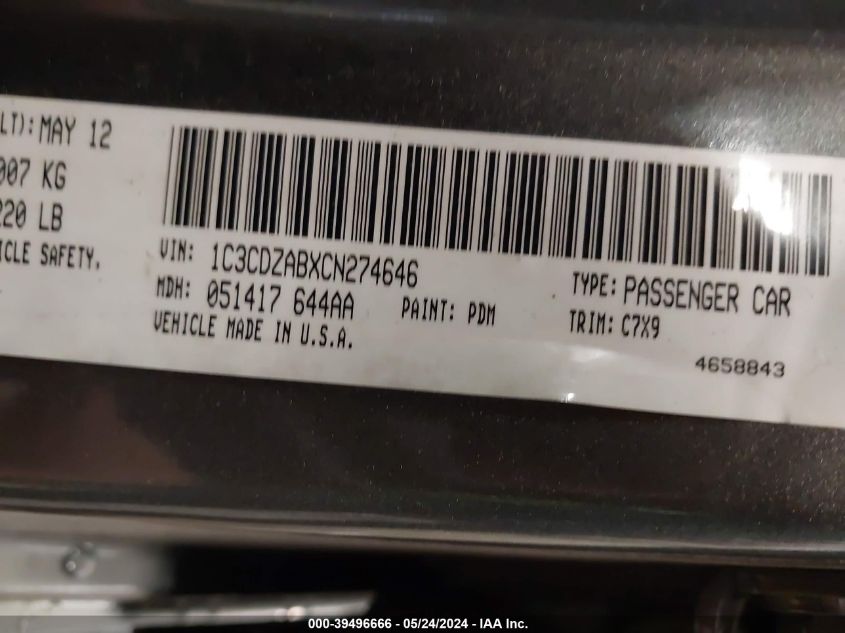 LT): MAY 12
007 KG
220 LB
ICLE SAFETY.
VIN: 1C3CDZABXCN274646
MDH: 051417 644AA PAINT: PDM
VEHICLE MADE IN U.S.A.
TYPE: PASSENGER CAR
TRIM: C7X9
4658843
000-39496666 - 05/24/2024 - IAA Inc.